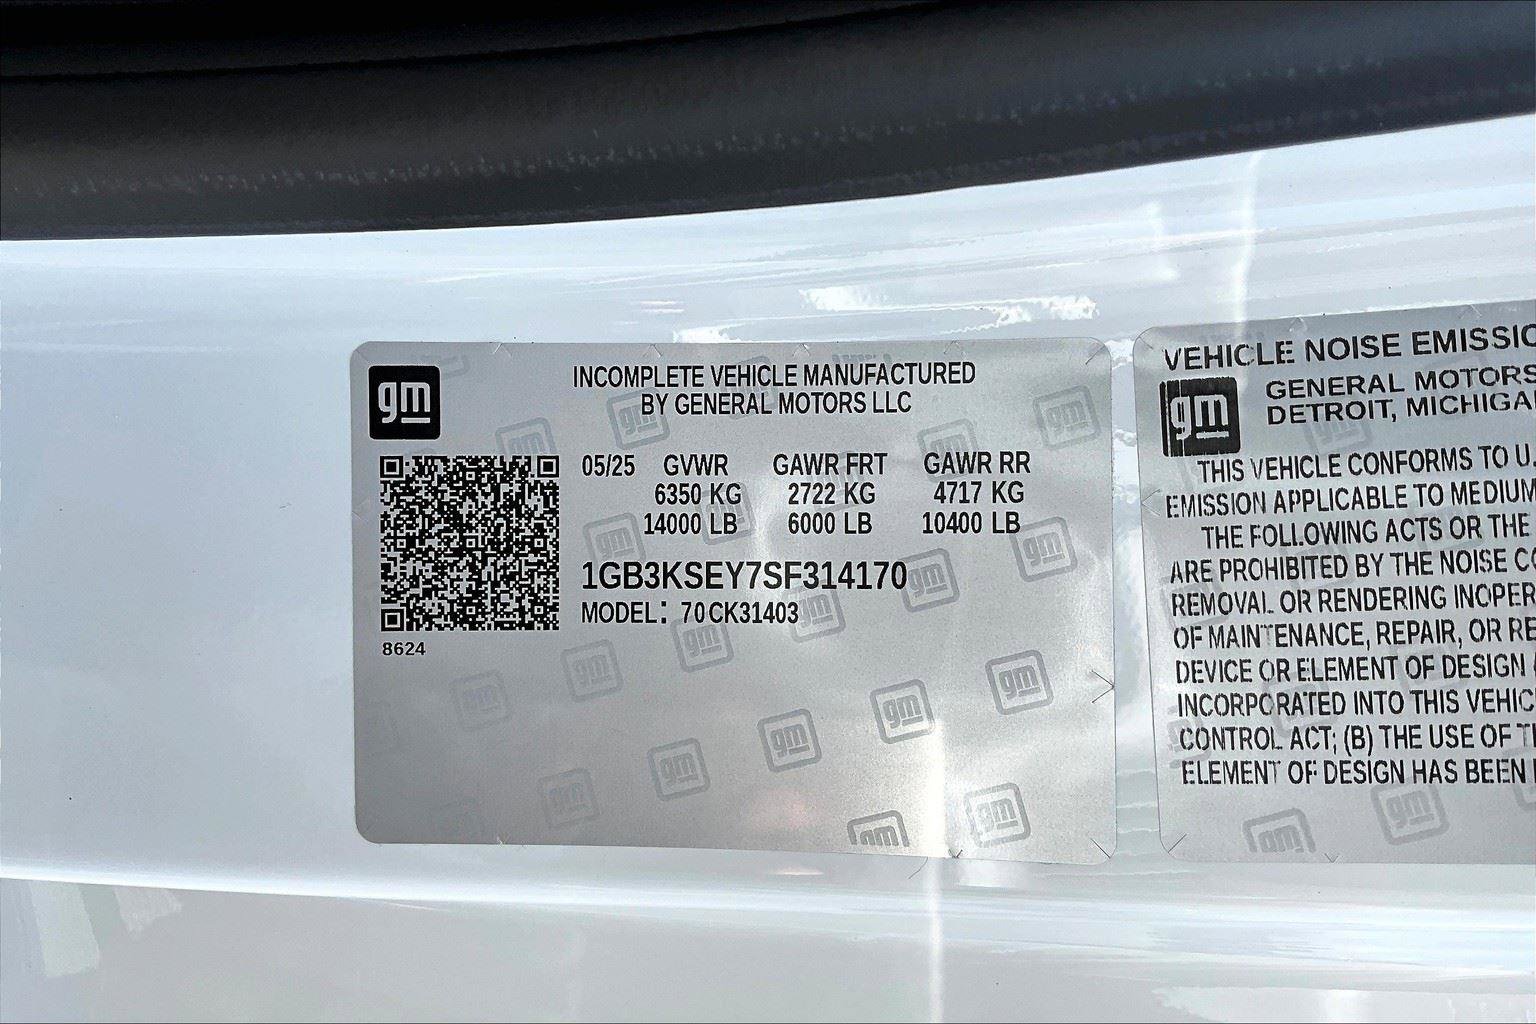 gm
INCOMPLETE VEHICLE MANUFACTURED
BY GENERAL MOTORS LLC
05/25 GVWR GAWR FRT GAWR RR
6350 KG 2722 KG 4717 KG
14000 LB 6000 LB 10400 LB
1GB3KSEY7SF314170
MODEL: 70CK31403
8624
VEHICLE NOISE EMISSIO
gm
GENERAL MOTORS
DETROIT, MICHIGA
THIS VEHICLE CONFORMS TO U.
EMISSION APPLICABLE TO MEDIUM
THE FOLLOWING ACTS OR THE
ARE PROHIBITED BY THE NOISE CO
REMOVAL OR RENDERING INOPER
OF MAINTENANCE, REPAIR, OR RE
DEVICE OR ELEMENT OF DESIGN
INCORPORATED INTO THIS VEHIC
CONTROL ACT; (B) THE USE OF T
ELEMENT OF DESIGN HAS BEEN